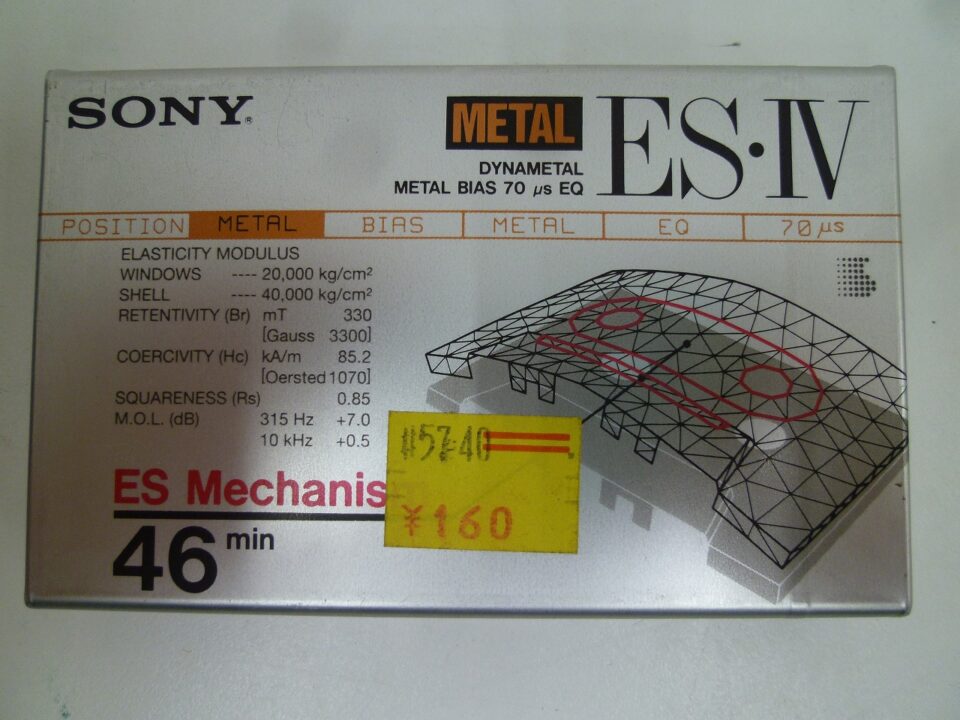 SONY®
METAL
ES·IV
DYNAMETAL
METAL BIAS 70 μs EQ
POSITION METAL BIAS METAL EQ 70μs
ELASTICITY MODULUS
WINDOWS ---- 20,000 kg/cm²
SHELL ---- 40,000 kg/cm²
RETENTIVITY (Br) mT 330
[Gauss 3300]
COERCIVITY (Hc) kA/m 85.2
[Oersted 1070]
SQUARENESS (Rs) 0.85
M.O.L. (dB) 315 Hz +7.0
10 kHz +0.5
ES Mechanis
46 min
¥160